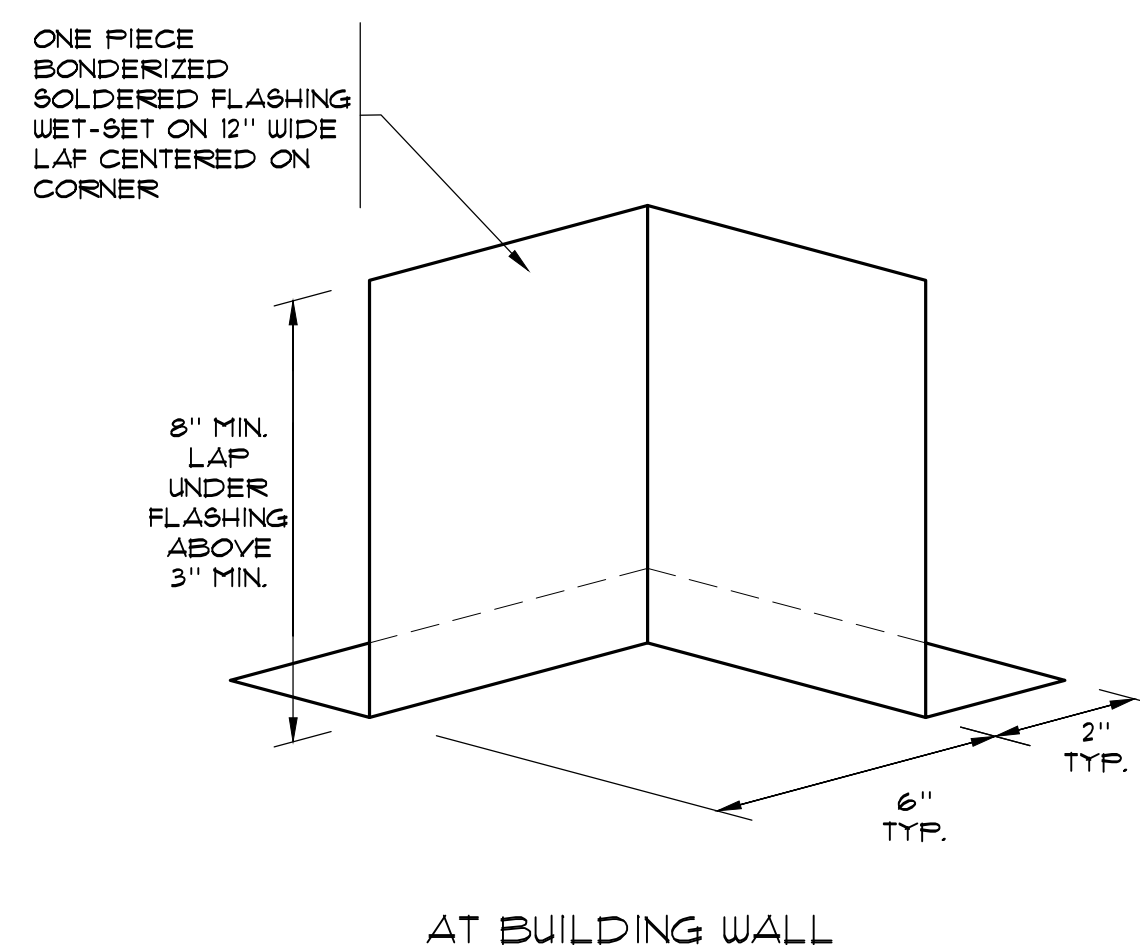 ONE PIECE
BONDERIZED
SOLDERED FLASHING
WET-SET ON 12" WIDE
LAF CENTERED ON
CORNER
8" MIN.
LAP
UNDER
FLASHING
ABOVE
3" MIN.
2"
TYP.
6"
TYP.
AT BUILDING WALL